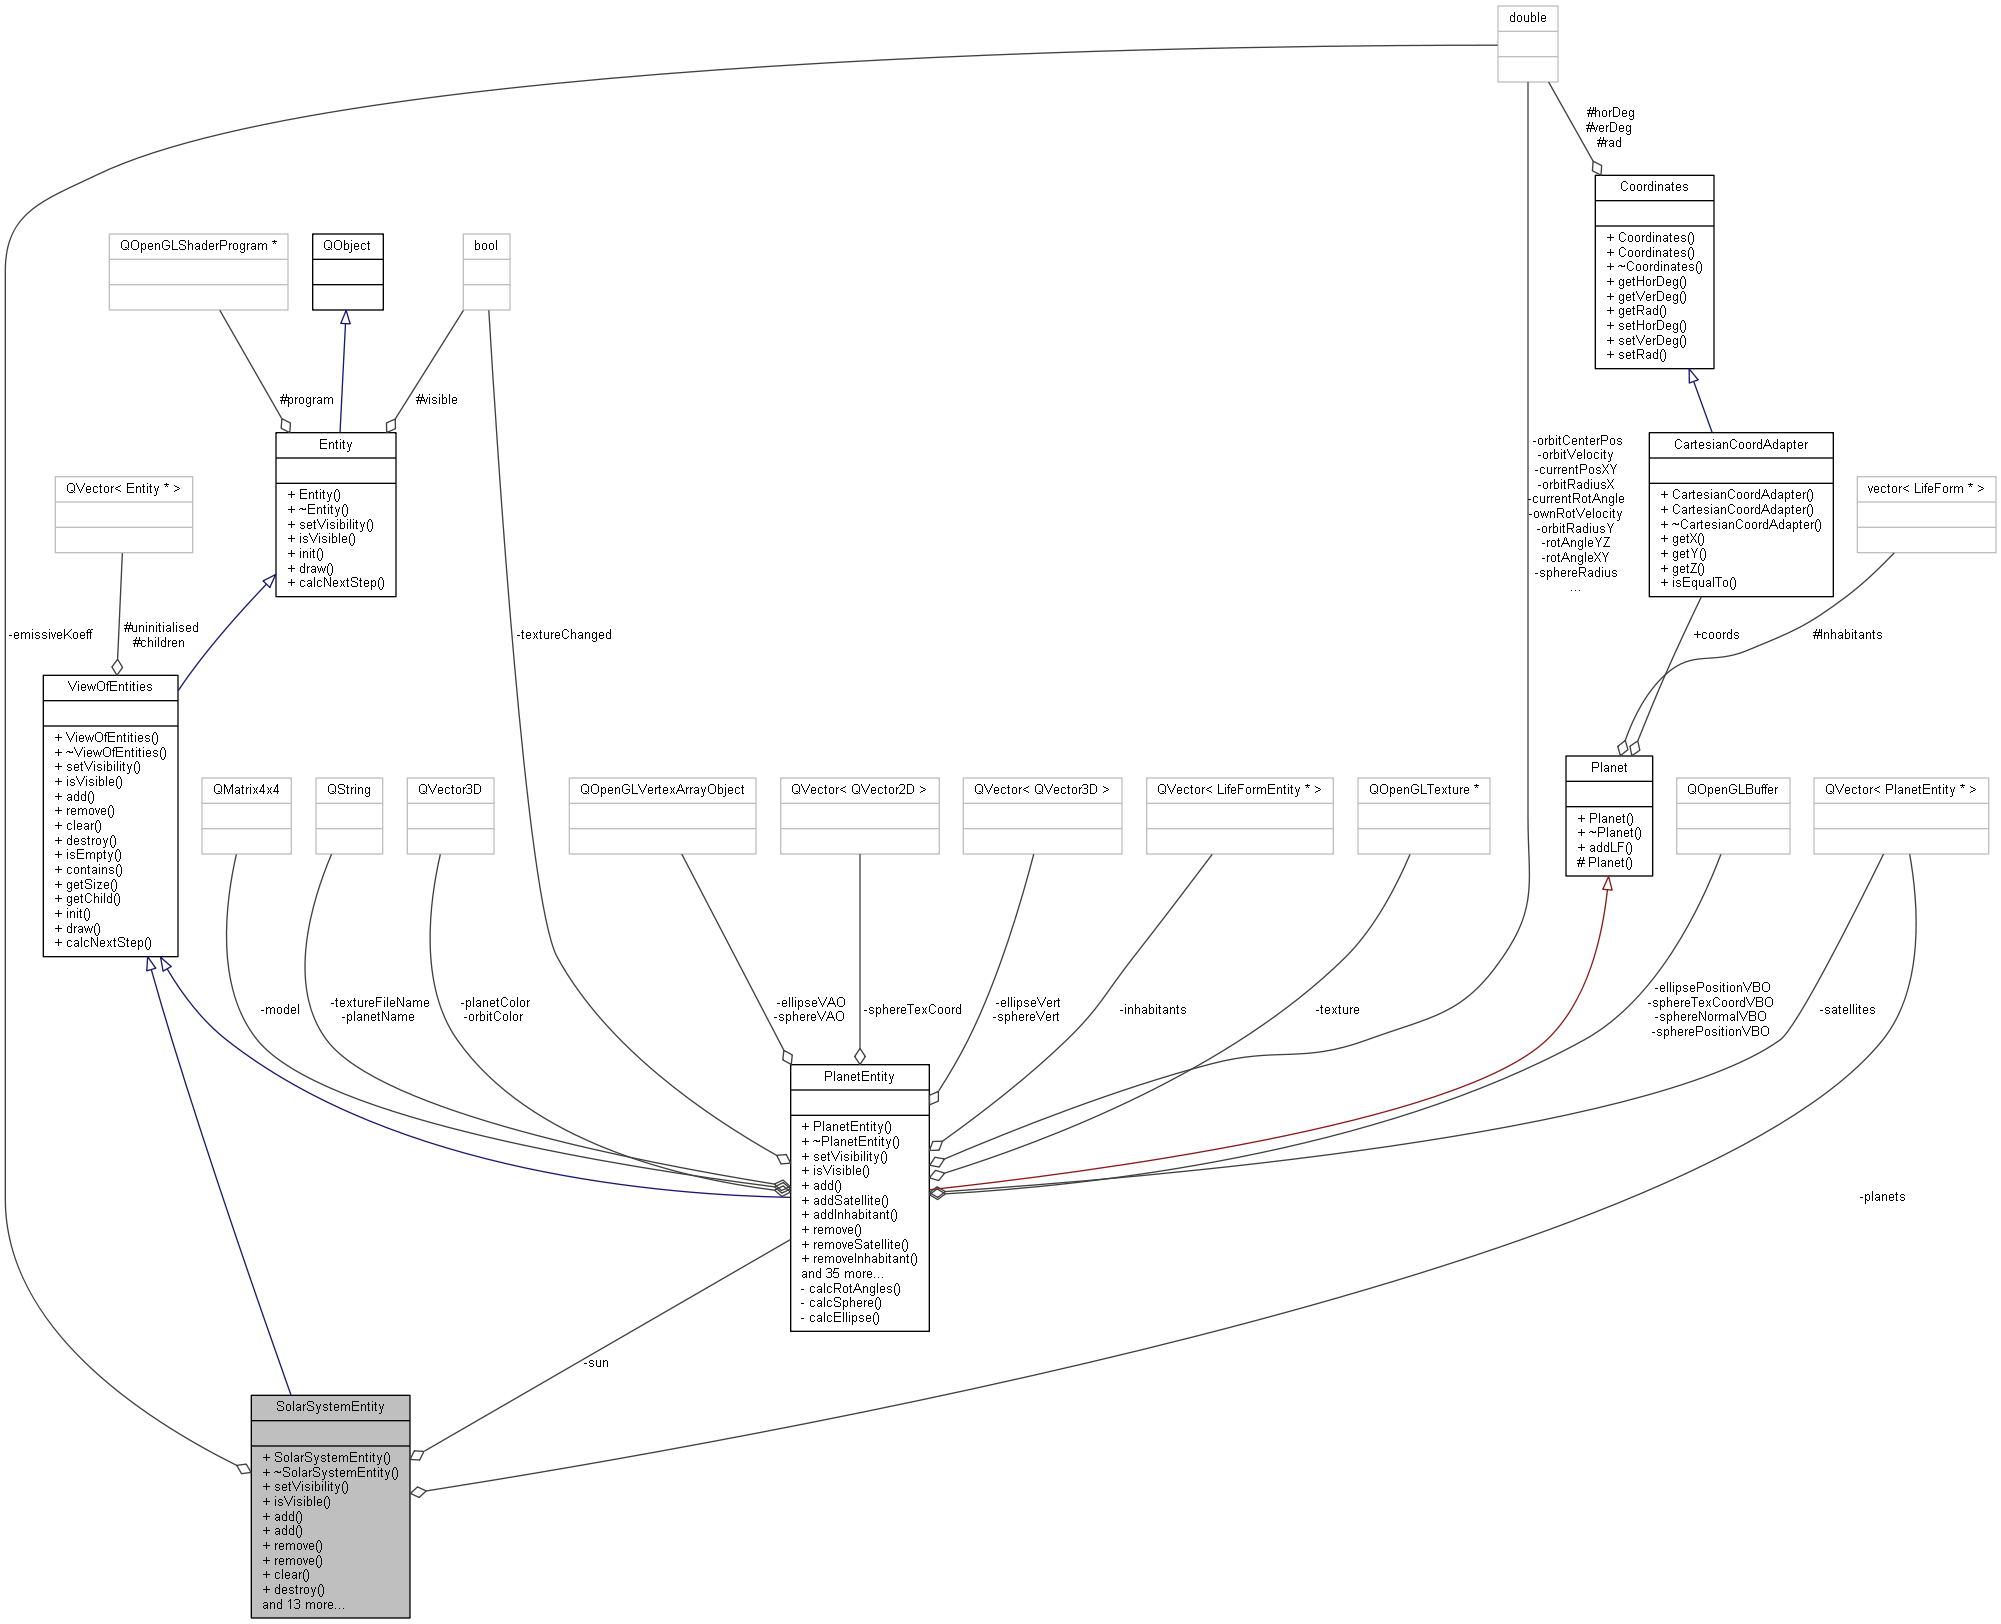 double
#horDeg
#verDeg
#rad
Coordinates
+ Coordinates()
+ Coordinates()
+ ~Coordinates()
+ getHorDeg()
+ getVerDeg()
+ getRad()
+ setHorDeg()
+ setVerDeg()
+ setRad()
QOpenGLShaderProgram *
QObject
bool
#program
#visible
Entity
+ Entity()
+ ~Entity()
+ setVisibility()
+ isVisible()
+ init()
+ draw()
+ calcNextStep()
-orbitCenterPos
-orbitVelocity
-currentPosXY
-orbitRadiusX
-currentRotAngle
-ownRotVelocity
-orbitRadiusY
-rotAngleYZ
-rotAngleXY
-sphereRadius
...
CartesianCoordAdapter
+ CartesianCoordAdapter()
+ CartesianCoordAdapter()
+ ~CartesianCoordAdapter()
+ getX()
+ getY()
+ getZ()
+ isEqualTo()
vector< LifeForm * >
QVector< Entity * >
-emissiveKoeff
#uninitialised
#children
-textureChanged
+coords
#Inhabitants
ViewOfEntities
+ ViewOfEntities()
+ ~ViewOfEntities()
+ setVisibility()
+ isVisible()
+ add()
+ remove()
+ clear()
+ destroy()
+ isEmpty()
+ contains()
+ getSize()
+ getChild()
+ init()
+ draw()
+ calcNextStep()
QMatrix4x4
QString
QVector3D
QOpenGLVertexArrayObject
QVector< QVector2D >
QVector< QVector3D >
QVector< LifeFormEntity * >
QOpenGLTexture *
Planet
+ Planet()
+ ~Planet()
+ addLF()
# Planet()
QOpenGLBuffer
QVector< PlanetEntity * >
-model
-textureFileName
-planetName
-planetColor
-orbitColor
-ellipseVAO
-sphereVAO
-sphereTexCoord
-ellipseVert
-sphereVert
-inhabitants
-texture
-ellipsePositionVBO
-sphereTexCoordVBO
-sphereNormalVBO
-spherePositionVBO
-satellites
PlanetEntity
+ PlanetEntity()
+ ~PlanetEntity()
+ setVisibility()
+ isVisible()
+ add()
+ addSatellite()
+ addInhabitant()
+ remove()
+ removeSatellite()
+ removeInhabitant()
and 35 more...
- calcRotAngles()
- calcSphere()
- calcEllipse()
-planets
-sun
SolarSystemEntity
+ SolarSystemEntity()
+ ~SolarSystemEntity()
+ setVisibility()
+ isVisible()
+ add()
+ add()
+ remove()
+ remove()
+ clear()
+ destroy()
and 13 more...